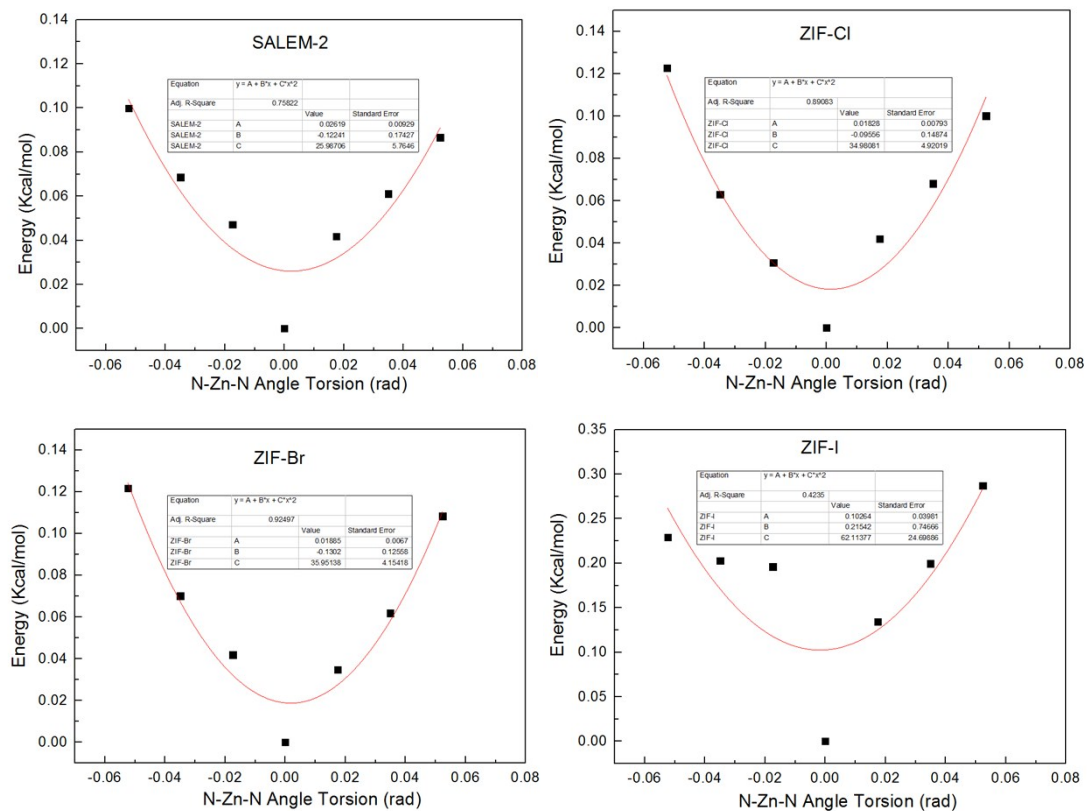 SALEM-2
Equation y = A + B*x + C*x^2
Adj. R-Square 0.75822
Value Standard Error
SALEM-2 A 0.02619 0.00929
SALEM-2 B -0.12241 0.17427
SALEM-2 C 25.98706 5.7646
0.14
0.12
0.10
0.08
0.06
0.04
0.02
0.00
Energy (Kcal/mol)
-0.06 -0.04 -0.02 0.00 0.02 0.04 0.06 0.08
N-Zn-N Angle Torsion (rad)
ZIF-Cl
Equation y = A + B*x + C*x^2
Adj. R-Square 0.89083
Value Standard Error
ZIF-Cl A 0.01828 0.00793
ZIF-Cl B -0.09556 0.14874
ZIF-Cl C 34.98081 4.92019
0.14
0.12
0.10
0.08
0.06
0.04
0.02
0.00
Energy (Kcal/mol)
-0.06 -0.04 -0.02 0.00 0.02 0.04 0.06 0.08
N-Zn-N Angle Torsion (rad)
ZIF-Br
Equation y = A + B*x + C*x^2
Adj. R-Square 0.92497
Value Standard Error
ZIF-Br A 0.01885 0.0067
ZIF-Br B -0.1302 0.12558
ZIF-Br C 35.95138 4.15418
0.14
0.12
0.10
0.08
0.06
0.04
0.02
0.00
Energy (Kcal/mol)
-0.06 -0.04 -0.02 0.00 0.02 0.04 0.06 0.08
N-Zn-N Angle Torsion (rad)
ZIF-I
Equation y = A + B*x + C*x^2
Adj. R-Square 0.4235
Value Standard Error
ZIF-I A 0.10264 0.03981
ZIF-I B 0.21542 0.74666
ZIF-I C 62.11377 24.69886
0.35
0.30
0.25
0.20
0.15
0.10
0.05
0.00
Energy (Kcal/mol)
-0.06 -0.04 -0.02 0.00 0.02 0.04 0.06 0.08
N-Zn-N Angle Torsion (rad)